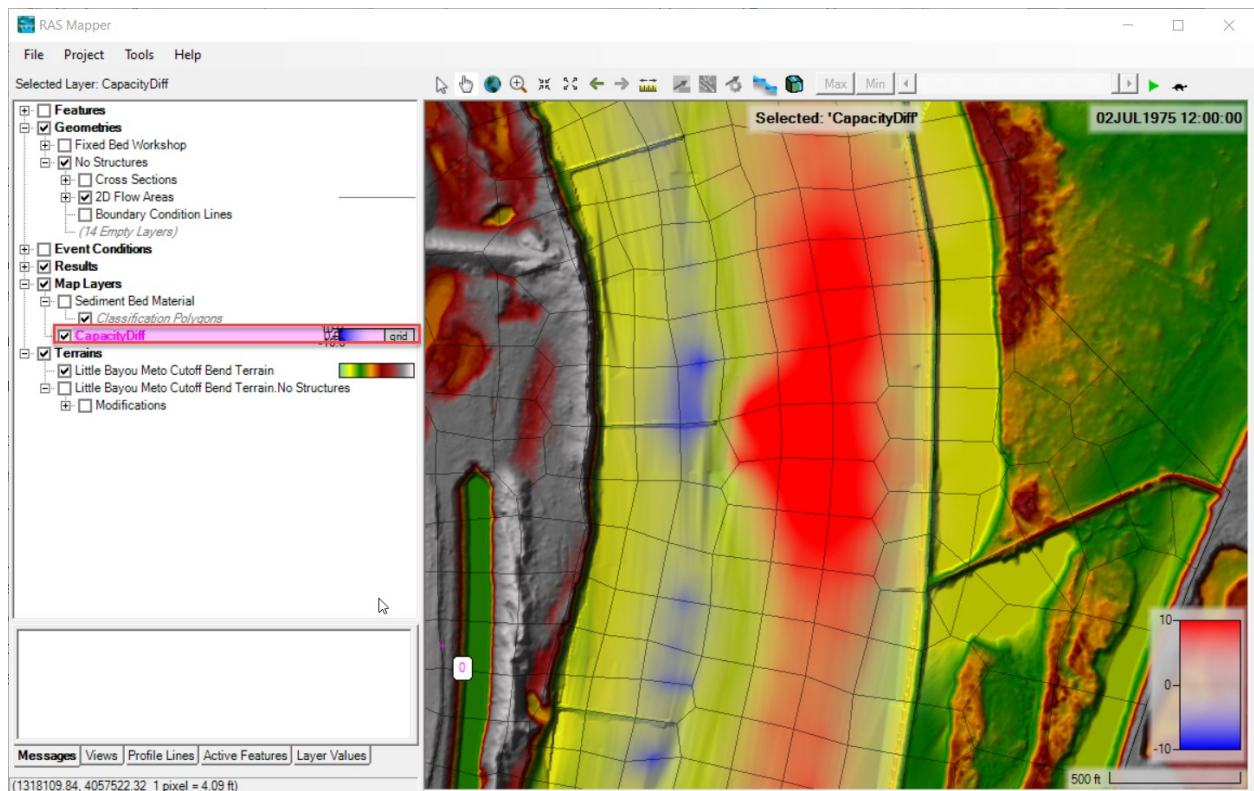 RAS Mapper
File Project Tools Help
Selected Layer: CapacityDiff
Max Min
Features
Geometries
Fixed Bed Workshop
No Structures
Cross Sections
2D Flow Areas
Boundary Condition Lines
(14 Empty Layers)
Event Conditions
Results
Map Layers
Sediment Bed Material
Classification Polygons
CapacityDiff grid
Terrains
Little Bayou Meto Cutoff Bend Terrain
Little Bayou Meto Cutoff Bend Terrain.No Structures
Modifications
Selected: 'CapacityDiff'
02JUL1975 12:00:00
0
10
0
-10
500 ft
Messages Views Profile Lines Active Features Layer Values
(1318109.84, 4057522.32 1 pixel = 4.09 ft)